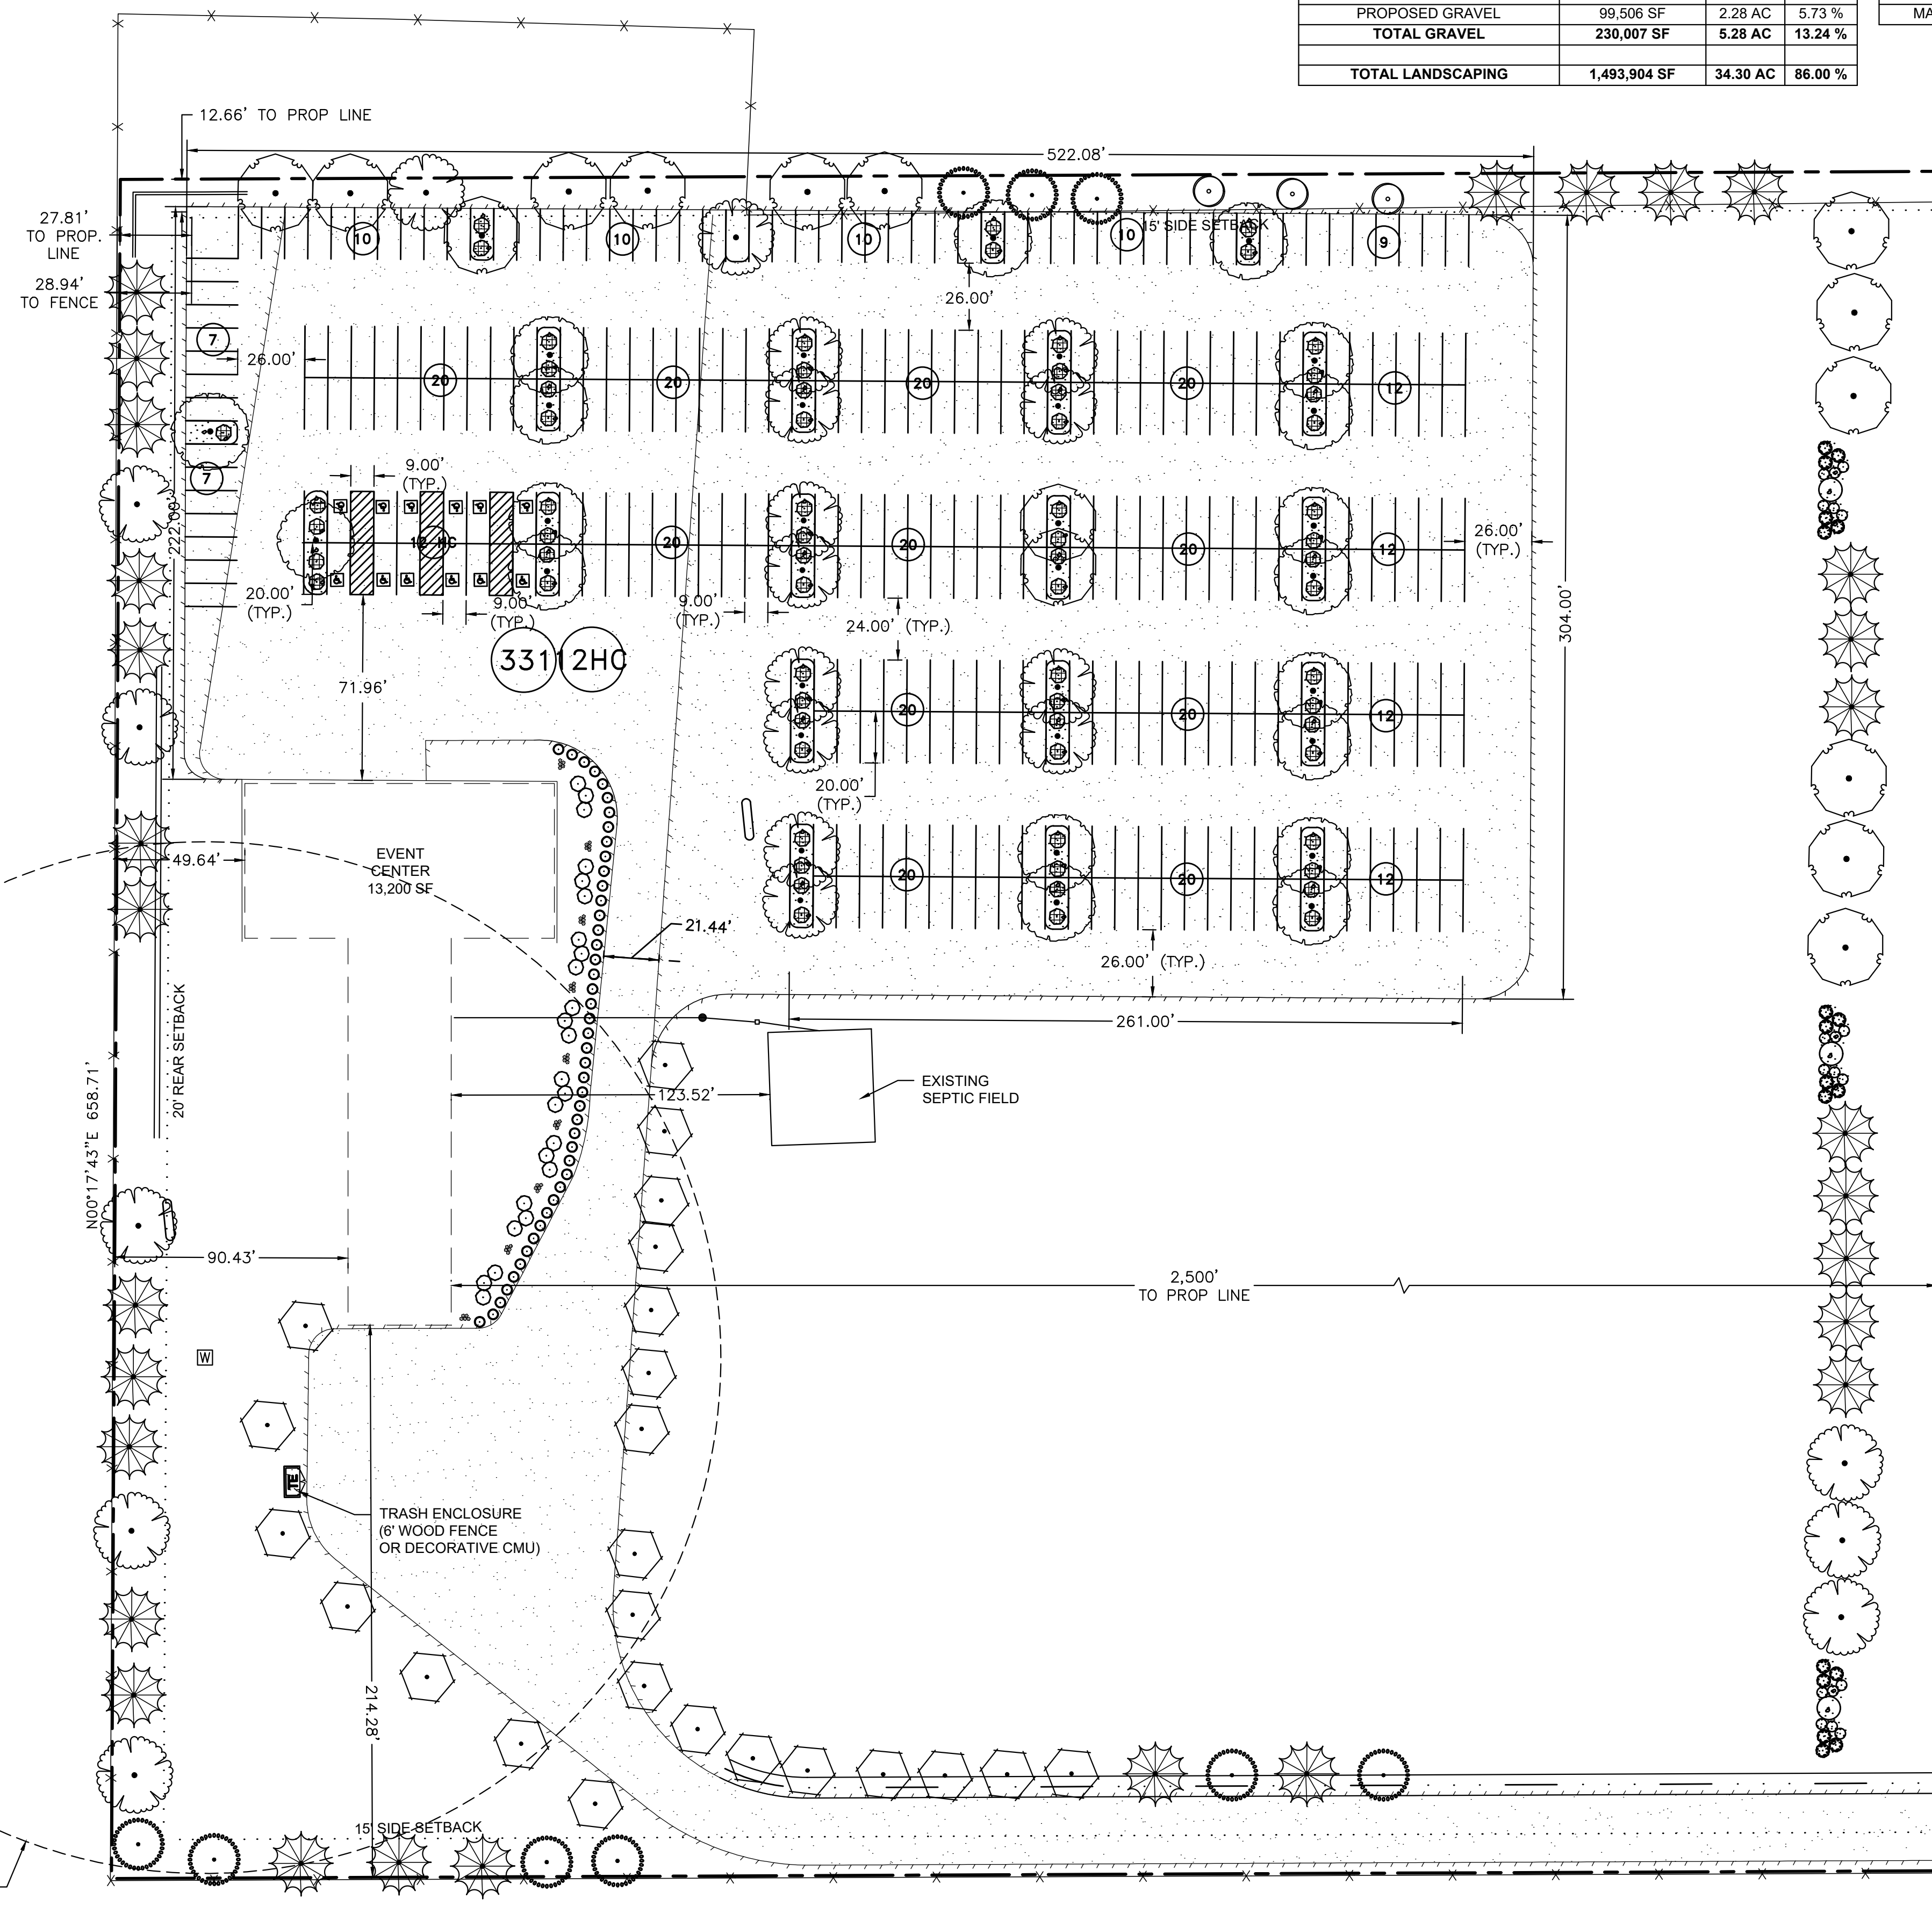 PROPOSED GRAVEL 99,506 SF 2.28 AC 5.73 % MA
TOTAL GRAVEL 230,007 SF 5.28 AC 13.24 %
TOTAL LANDSCAPING 1,493,904 SF 34.30 AC 86.00 %
12.66' TO PROP LINE
522.08'
27.81'
TO PROP.
LINE
28.94'
TO FENCE
10
10
10
10
9
15' SIDE SETBACK
26.00'
7
26.00'
20
20
20
20
12
7
9.00'
(TYP.)
222.00'
12 HC
20
20
20
12
26.00'
(TYP.)
20.00'
(TYP.)
9.00'
(TYP.)
9.00'
(TYP.)
24.00' (TYP.)
304.00'
331
12HC
71.96'
20
20
12
20.00'
(TYP.)
49.64'
EVENT
CENTER
13,200 SF
20
20
12
21.44'
26.00' (TYP.)
261.00'
20' REAR SETBACK
N00°17'43"E 658.71'
123.52'
EXISTING
SEPTIC FIELD
90.43'
2,500'
TO PROP LINE
W
TE
TRASH ENCLOSURE
(6' WOOD FENCE
OR DECORATIVE CMU)
214.28'
15' SIDE SETBACK